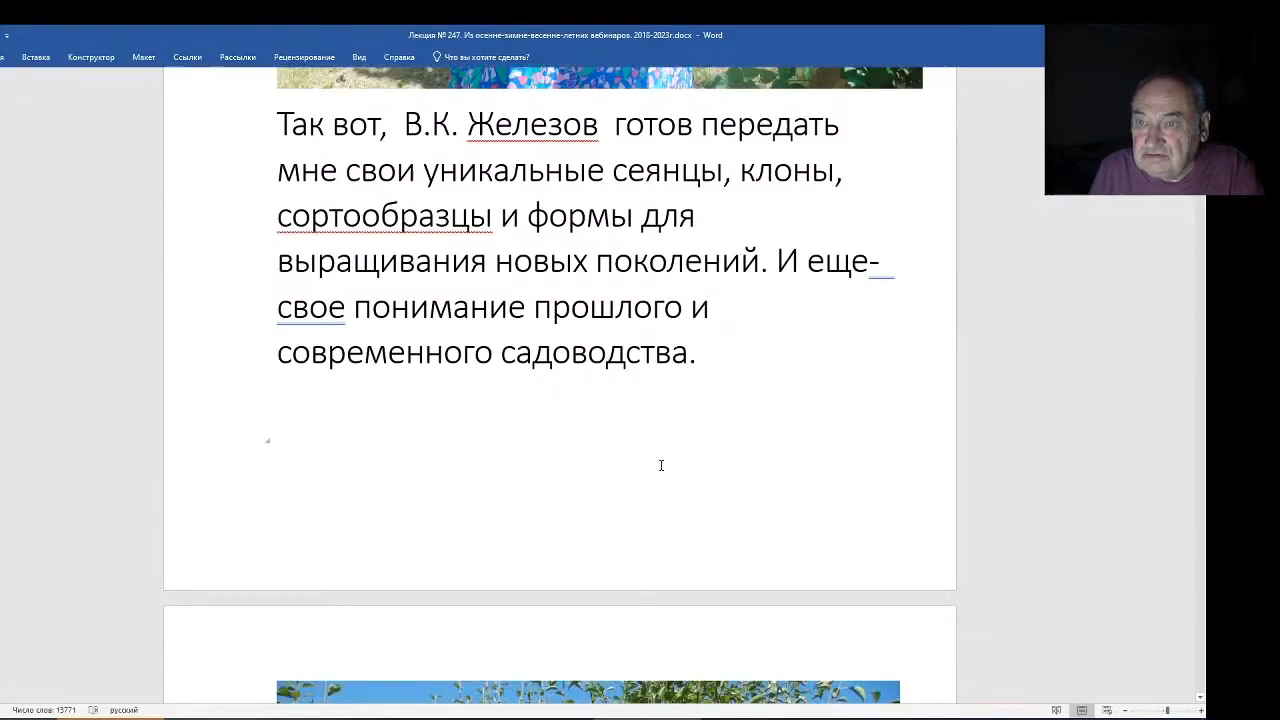 Лекция № 247. Из осенне-зимне-весенне-летних вебинаров. 2018-2023г.docx - Word
Вставка Конструктор Макет Ссылки Рассылки Рецензирование Вид Справка Что вы хотите сделать?
Так вот, В.К. Железов готов передать
мне свои уникальные сеянцы, клоны,
сортообразцы и формы для
выращивания новых поколений. И еще-
свое понимание прошлого и
современного садоводства.
Число слов: 13771 русский